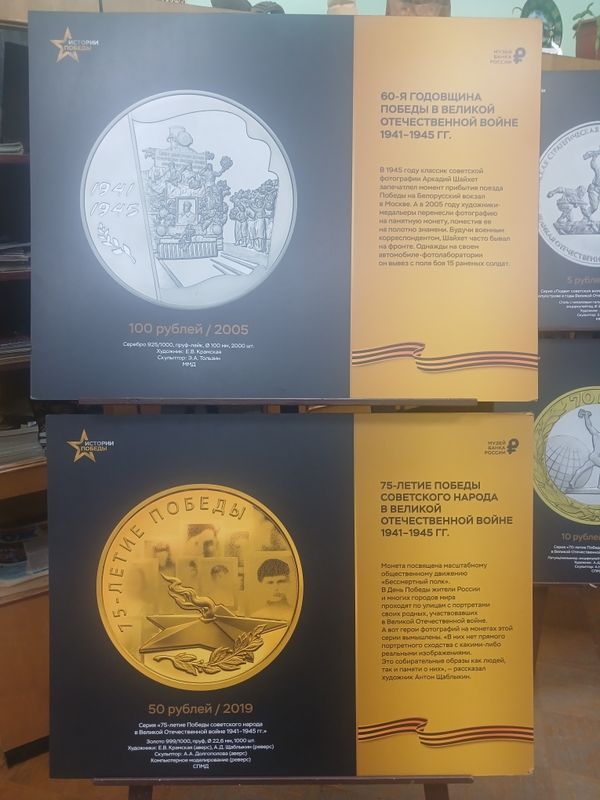 ИСТОРИИ
ПОБЕДЫ
МУЗЕЙ
БАНКА
РОССИИ
1941
1945
100 рублей / 2005
Серебро 925/1000, пруф-лайк, Ø 100 мм, 2000 шт.
Художник: Е.В. Крамская
Скульптор: Э.А. Тользин
ММД
60-Я ГОДОВЩИНА
ПОБЕДЫ В ВЕЛИКОЙ
ОТЕЧЕСТВЕННОЙ ВОЙНЕ
1941–1945 ГГ.
В 1945 году классик советской
фотографии Аркадий Шайхет
запечатлел момент прибытия поезда
Победы на Белорусский вокзал
в Москве. А в 2005 году художники-
медальеры перенесли фотографию
на памятную монету, поместив ее
на полотно знамени. Будучи военным
корреспондентом, Шайхет часто бывал
на фронте. Однажды на своем
автомобиле-фотолаборатории
он вывез с поля боя 15 раненых солдат.
ИСТОРИИ
ПОБЕДЫ
МУЗЕЙ
БАНКА
РОССИИ
75-ЛЕТИЕ ПОБЕДЫ
50 рублей / 2019
Серия «75-летие Победы советского народа
в Великой Отечественной войне 1941–1945 гг.»
Золото 999/1000, пруф, Ø 22,6 мм, 1000 шт.
Художники: Е.В. Крамская (аверс), А.Д. Щаблыкин (реверс)
Скульптор: А.А. Долгополова (аверс)
Компьютерное моделирование (реверс)
СПМД
75-ЛЕТИЕ ПОБЕДЫ
СОВЕТСКОГО НАРОДА
В ВЕЛИКОЙ
ОТЕЧЕСТВЕННОЙ ВОЙНЕ
1941–1945 ГГ.
Монета посвящена масштабному
общественному движению
«Бессмертный полк».
В День Победы жители России
и многих городов мира
проходят по улицам с портретами
своих родных, участвовавших
в Великой Отечественной войне.
А вот герои фотографий на монетах этой
серии вымышлены. «В них нет прямого
портретного сходства с какими-либо
реальными изображениями.
Это собирательные образы как людей,
так и памяти о них», – рассказал
художник Антон Щаблыкин.
5 рубле
10 рублей